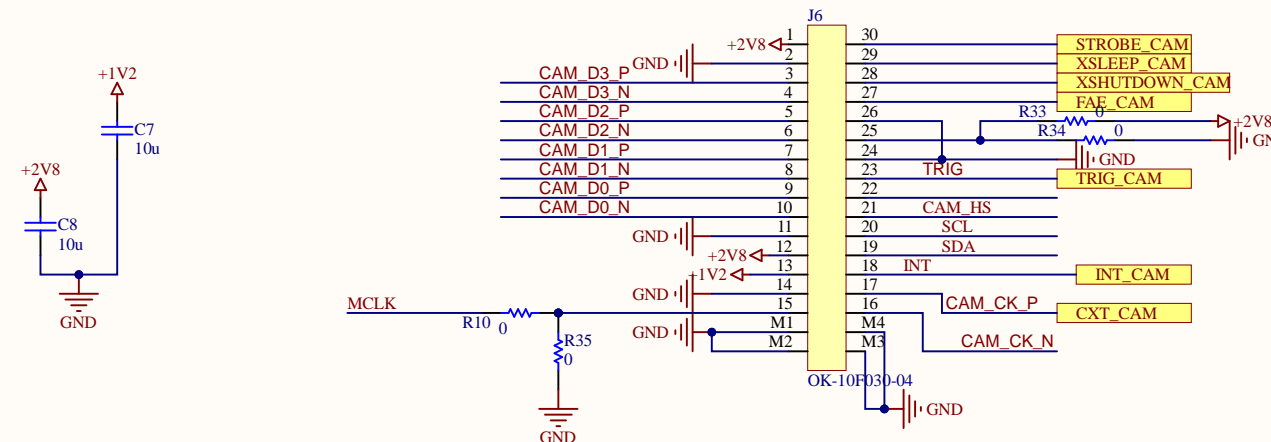 J6
+2V8 1 30 STROBE_CAM
GND 2 29 XSLEEP_CAM
CAM_D3_P 3 28 XSHUTDOWN_CAM
CAM_D3_N 4 27 FAE_CAM
CAM_D2_P 5 26 R33 0 +2V8
CAM_D2_N 6 25 R34 0
CAM_D1_P 7 24 GND
CAM_D1_N 8 23 TRIG TRIG_CAM
CAM_D0_P 9 22
CAM_D0_N 10 21 CAM_HS
GND 11 20 SCL
+2V8 12 19 SDA
+1V2 13 18 INT INT_CAM
GND 14 17 CAM_CK_P
MCLK R10 0 15 16 CXT_CAM
GND M1 M4
M2 M3 CAM_CK_N
R35
0
GND
OK-10F030-04
GND
+1V2
C7
10u
+2V8
C8
10u
GND